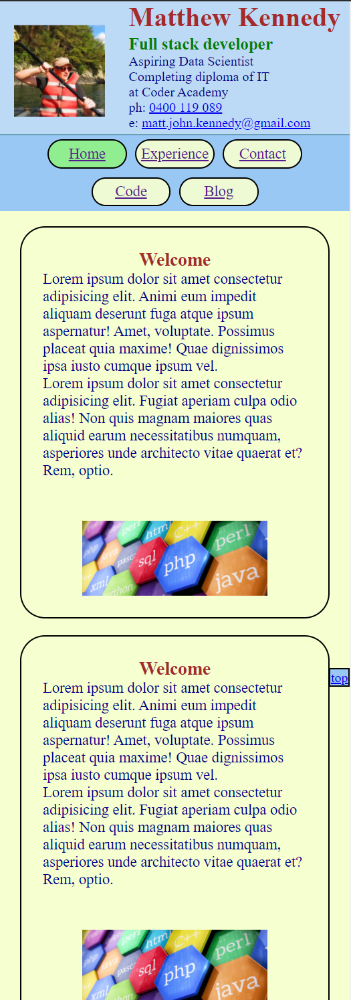 Matthew Kennedy
Full stack developer
Aspiring Data Scientist
Completing diploma of IT
at Coder Academy
ph: 0400 119 089
e: matt.john.kennedy@gmail.com
Home Experience Contact
Code Blog
Welcome
Lorem ipsum dolor sit amet consectetur
adipisicing elit. Animi eum impedit
aliquam deserunt fuga atque ipsum
aspernatur! Amet, voluptate. Possimus
placeat quia maxime! Quae dignissimos
ipsa iusto cumque ipsum vel.
Lorem ipsum dolor sit amet consectetur
adipisicing elit. Fugiat aperiam culpa odio
alias! Non quis magnam maiores quas
aliquid earum necessitatibus numquam,
asperiores unde architecto vitae quaerat et?
Rem, optio.
perl
html
C++
perl
php
java
pasc
sql
php
java
xml
python
Welcome
top
Lorem ipsum dolor sit amet consectetur
adipisicing elit. Animi eum impedit
aliquam deserunt fuga atque ipsum
aspernatur! Amet, voluptate. Possimus
placeat quia maxime! Quae dignissimos
ipsa iusto cumque ipsum vel.
Lorem ipsum dolor sit amet consectetur
adipisicing elit. Fugiat aperiam culpa odio
alias! Non quis magnam maiores quas
aliquid earum necessitatibus numquam,
asperiores unde architecto vitae quaerat et?
Rem, optio.
perl
html
C++
perl
php
java
pasc
sql
php
java
xml